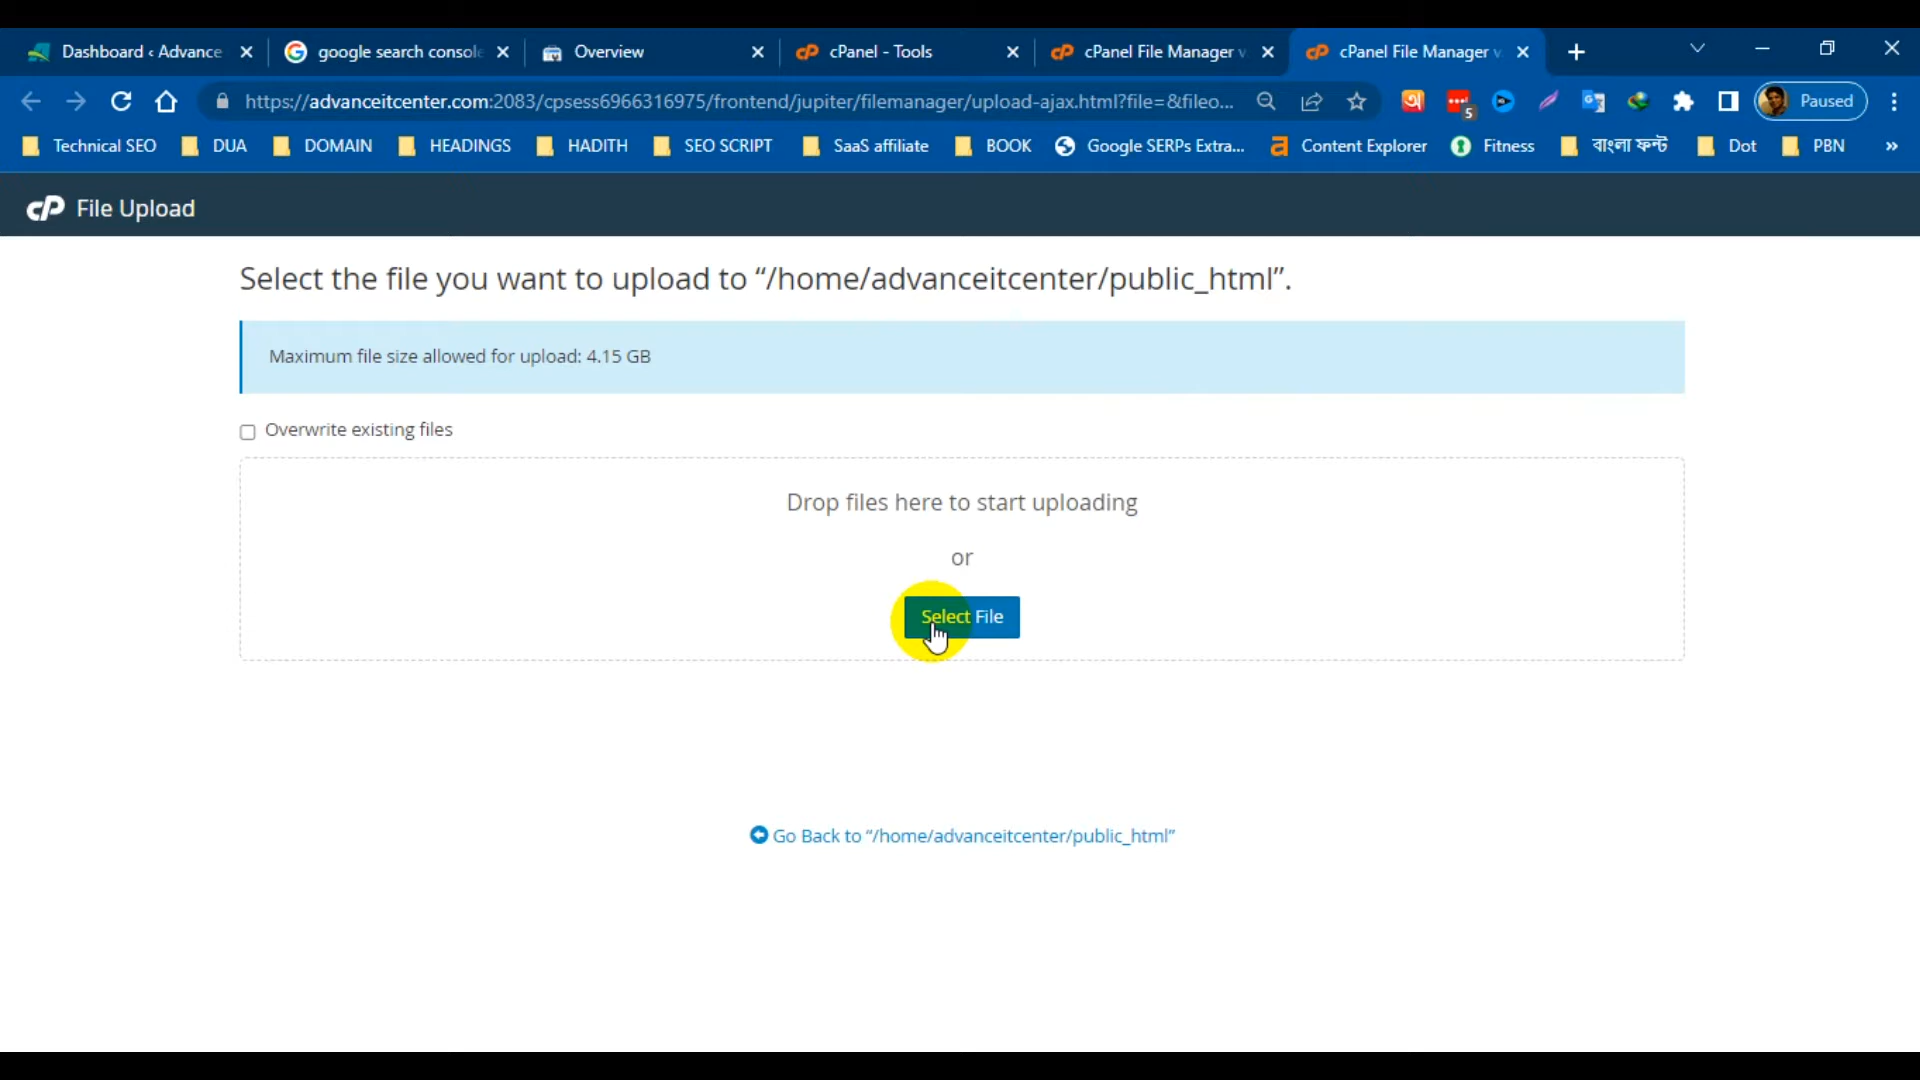 Dashboard ‹ Advance
google search console
Overview
cPanel - Tools
cPanel File Manager v
cPanel File Manager v
https://advanceitcenter.com:2083/cpsess6966316975/frontend/jupiter/filemanager/upload-ajax.html?file=&fileo...
5
Paused
Technical SEO
DUA
DOMAIN
HEADINGS
HADITH
SEO SCRIPT
SaaS affiliate
BOOK
Google SERPs Extra...
Content Explorer
Fitness
বাংলা ফন্ট
Dot
PBN
»
cP File Upload
Select the file you want to upload to “/home/advanceitcenter/public_html”.
Maximum file size allowed for upload: 4.15 GB
Overwrite existing files
Drop files here to start uploading
or
Select File
Go Back to “/home/advanceitcenter/public_html”